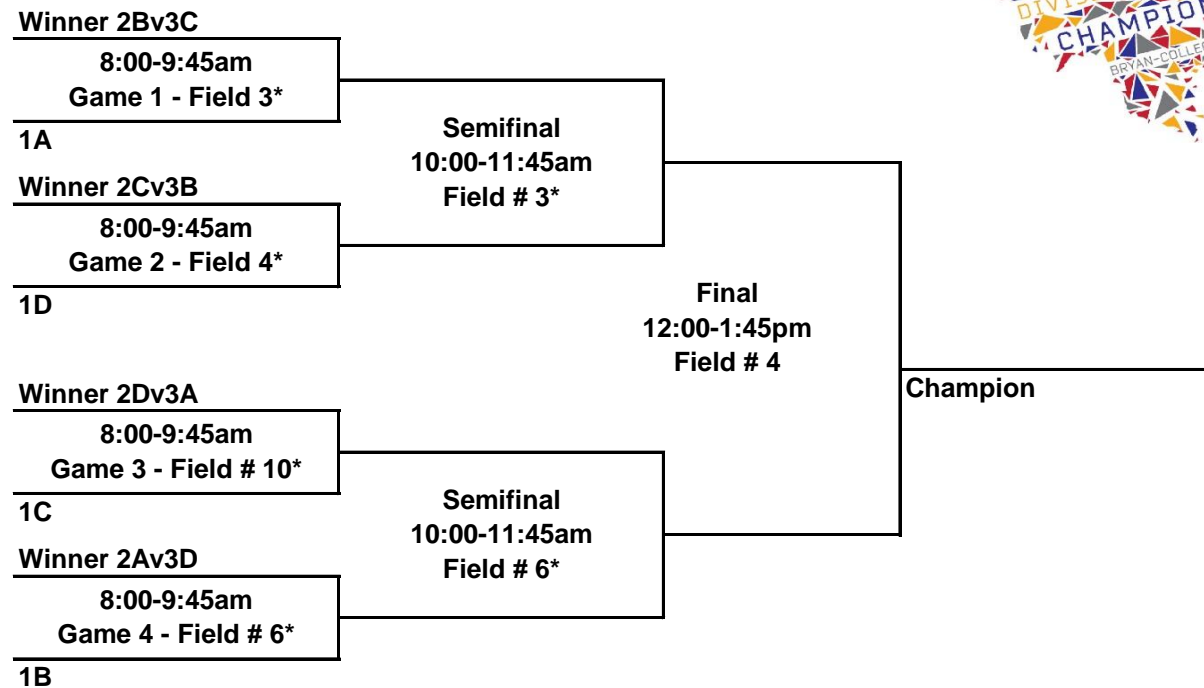 DIVIS
CHAMPION
BRYAN-COLLE
Winner 2Bv3C
8:00-9:45am
Game 1 - Field 3*
1A
Winner 2Cv3B
8:00-9:45am
Game 2 - Field 4*
1D
Semifinal
10:00-11:45am
Field # 3*
Final
12:00-1:45pm
Field # 4
Champion
Winner 2Dv3A
8:00-9:45am
Game 3 - Field # 10*
1C
Winner 2Av3D
8:00-9:45am
Game 4 - Field # 6*
1B
Semifinal
10:00-11:45am
Field # 6*